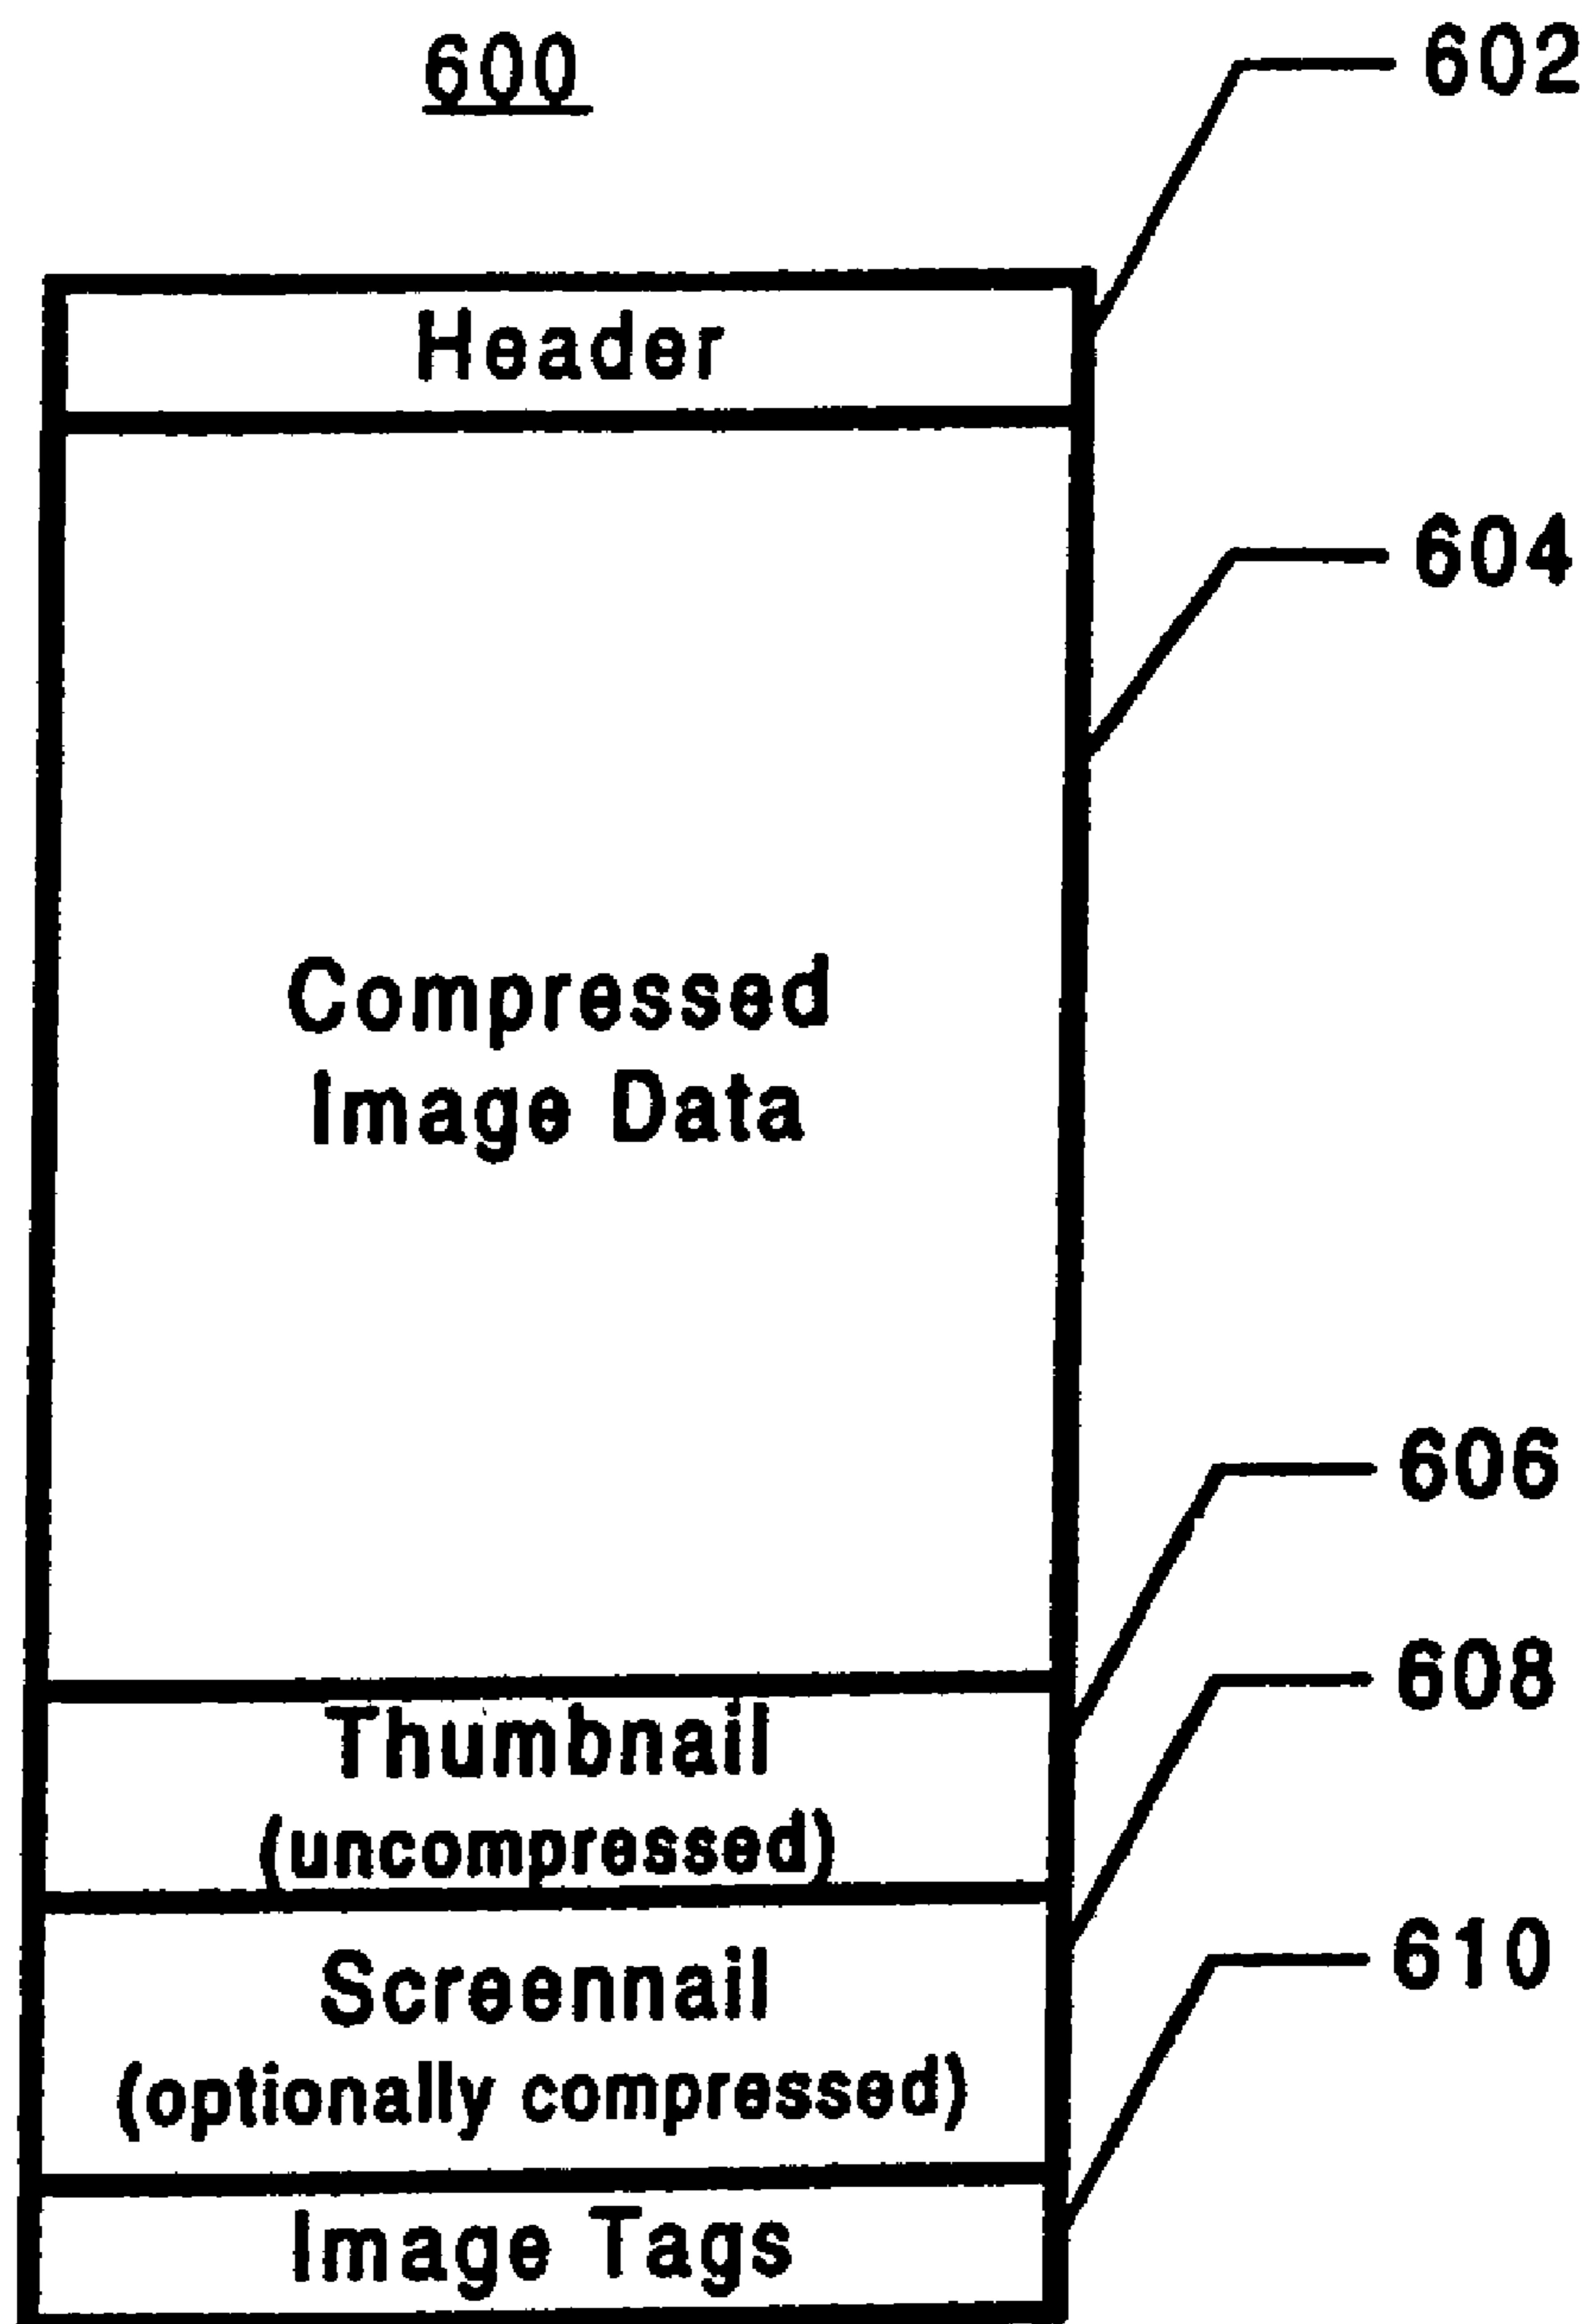 600
602
Header
604
Compressed
Image Data
606
608
Thumbnail
(uncompressed)
610
Screennail
(optionally compressed)
Image Tags